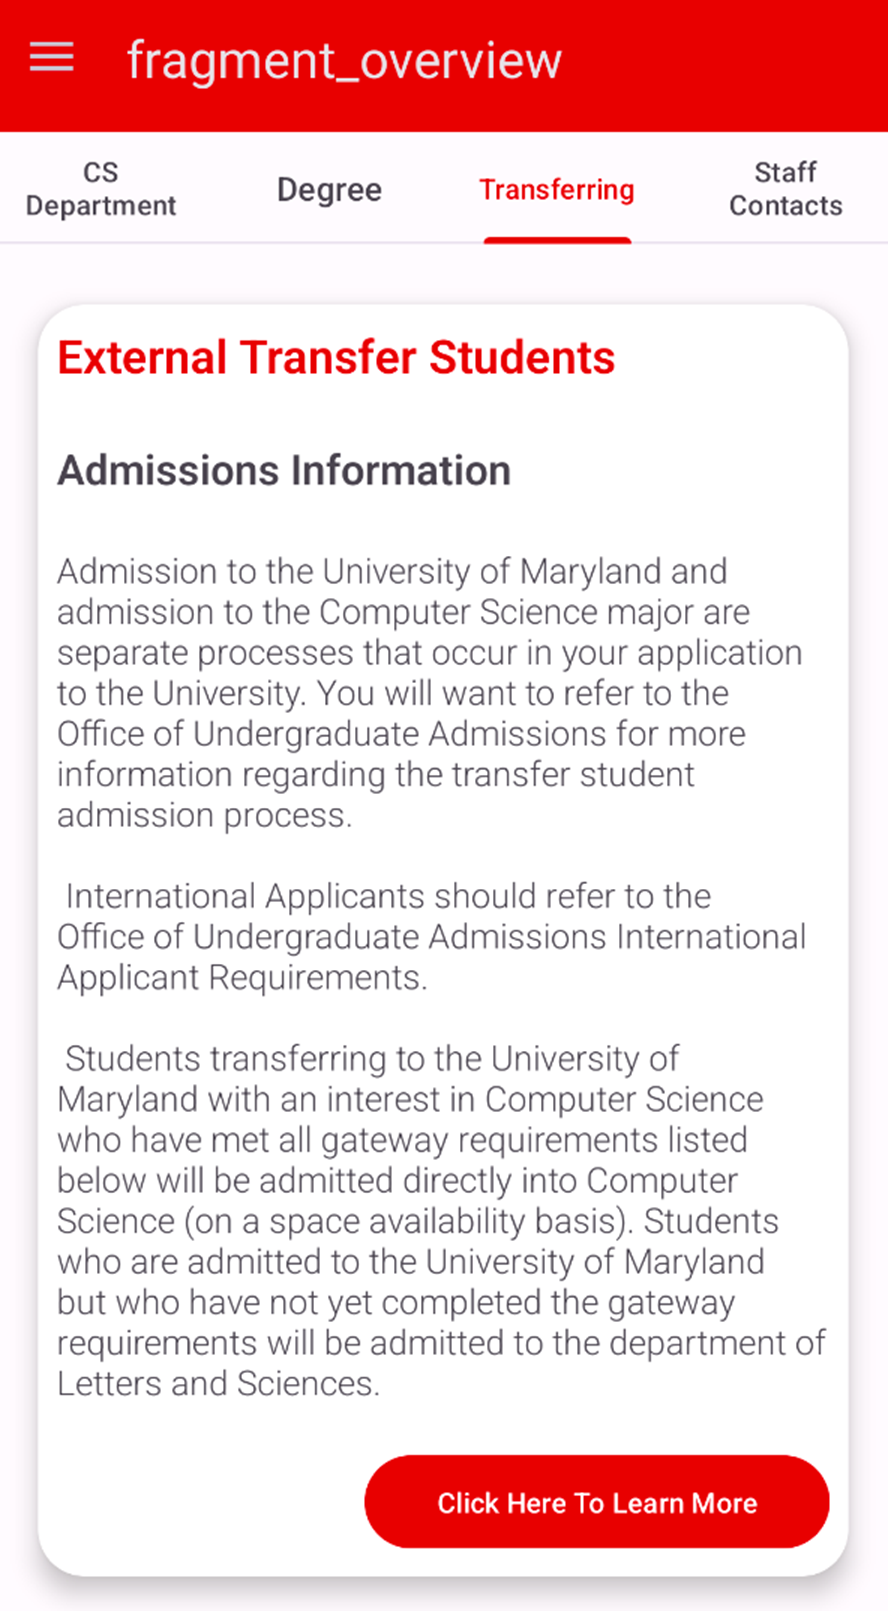 fragment_overview
CS
Department
Degree
Transferring
Staff
Contacts
External Transfer Students
Admissions Information
Admission to the University of Maryland and
admission to the Computer Science major are
separate processes that occur in your application
to the University. You will want to refer to the
Office of Undergraduate Admissions for more
information regarding the transfer student
admission process.
International Applicants should refer to the
Office of Undergraduate Admissions International
Applicant Requirements.
Students transferring to the University of
Maryland with an interest in Computer Science
who have met all gateway requirements listed
below will be admitted directly into Computer
Science (on a space availability basis). Students
who are admitted to the University of Maryland
but who have not yet completed the gateway
requirements will be admitted to the department of
Letters and Sciences.
Click Here To Learn More